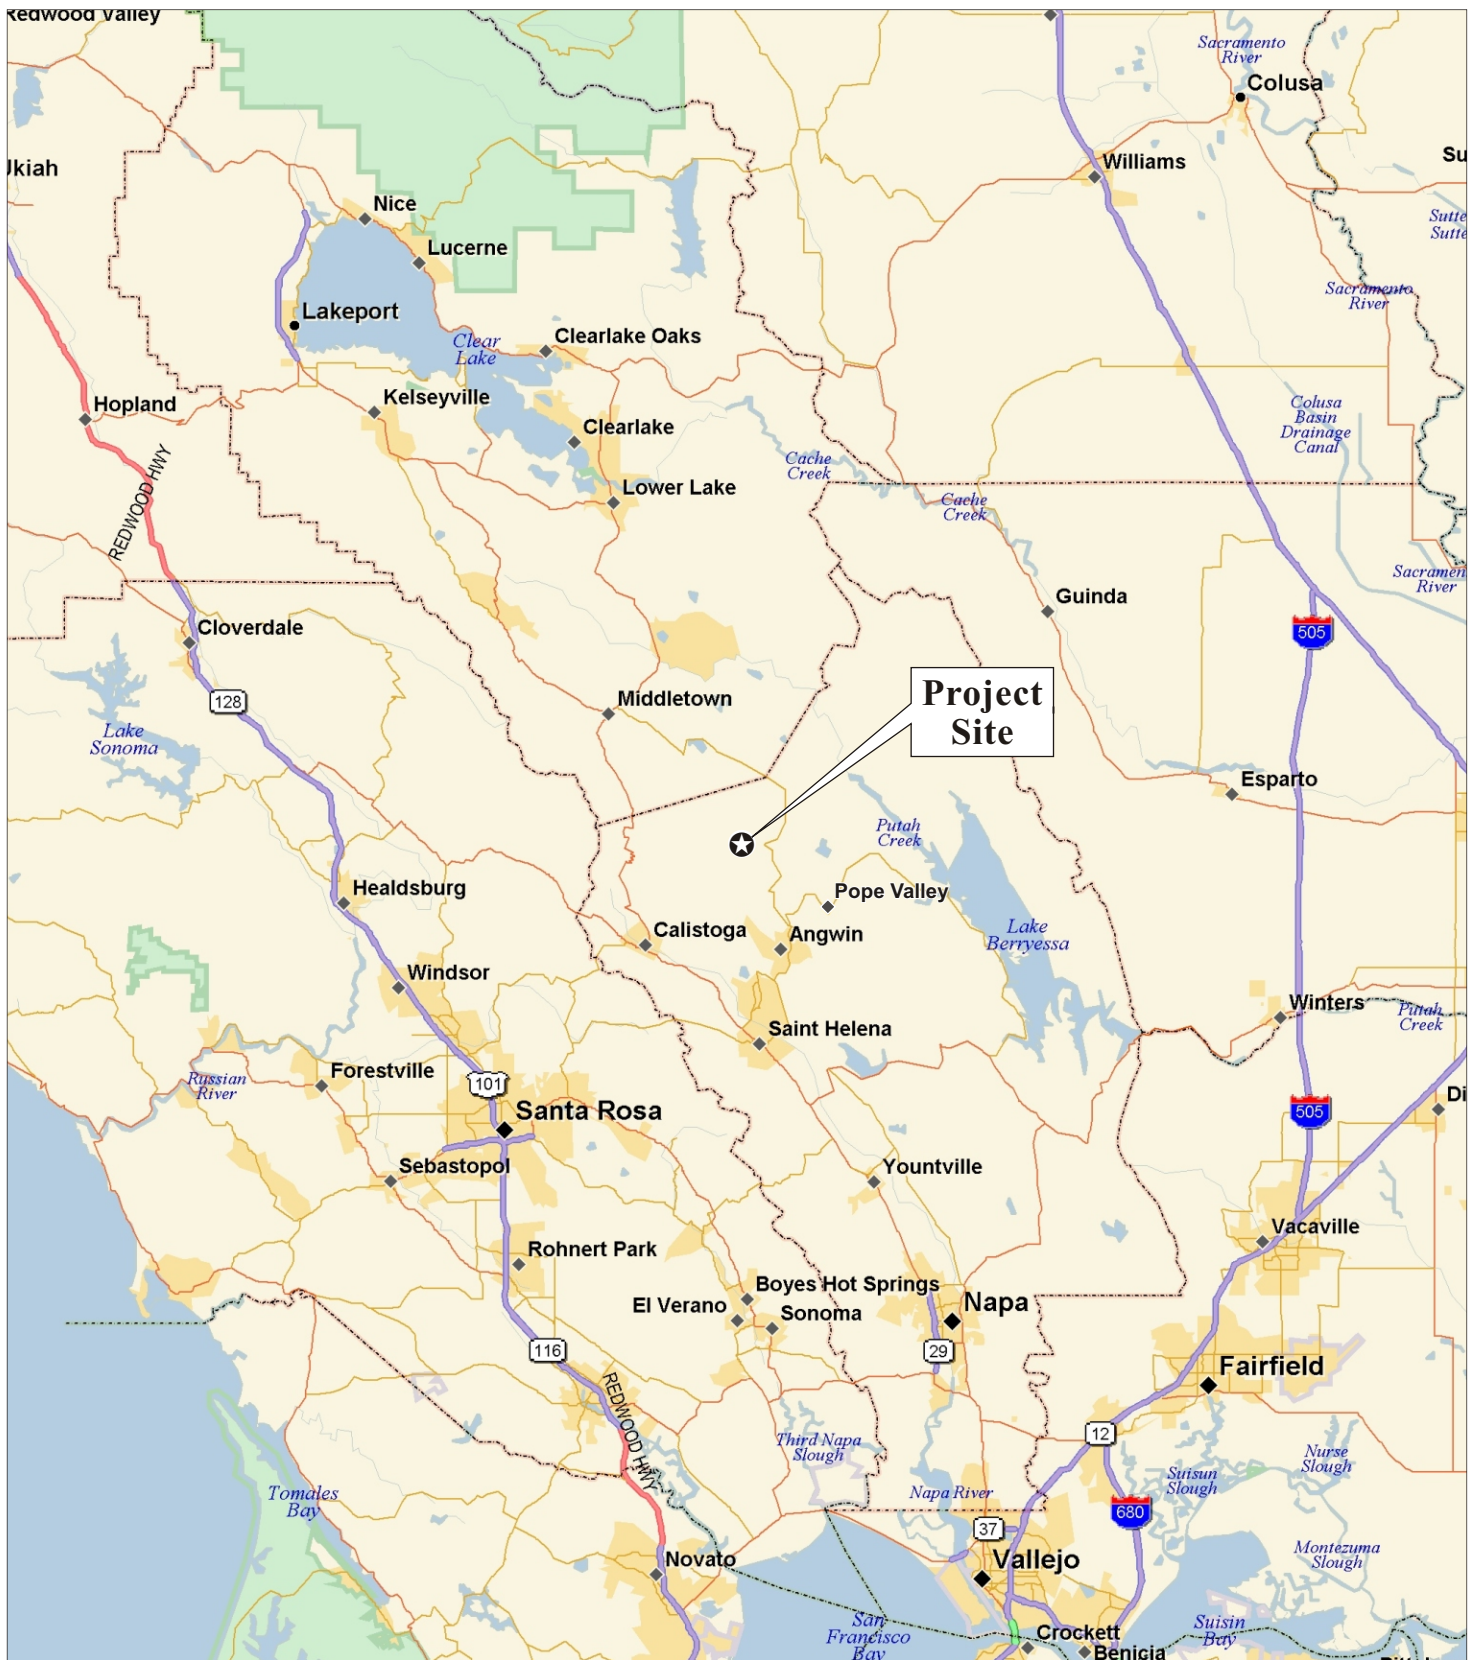 Redwood Valley
Sacramento
River
Colusa
Ukiah
Williams
Su
Nice
Sutte
Sutte
Lucerne
Sacramento
River
Lakeport
Clear
Lake
Clearlake Oaks
Kelseyville
Hopland
Colusa
Basin
Drainage
Canal
Clearlake
REDWOOD HWY
Cache
Creek
Lower Lake
Cache
Creek
Sacramen
River
Guinda
Cloverdale
505
Project
Site
128
Middletown
Lake
Sonoma
Esparto
Putah
Creek
Healdsburg
Pope Valley
Calistoga
Angwin
Lake
Berryessa
Windsor
Winters
Putah
Creek
Saint Helena
Forestville
Russian
River
101
Santa Rosa
505
Di
Sebastopol
Yountville
Vacaville
Rohnert Park
Boyes Hot Springs
El Verano
Sonoma
Napa
116
29
Fairfield
REDWOOD HWY
12
Third Napa
Slough
Nurse
Slough
Suisun
Slough
Tomales
Bay
Napa River
680
37
Novato
Vallejo
Montezuma
Slough
San
Francisco
Bay
Crockett
Suisin
Bay
Benicia